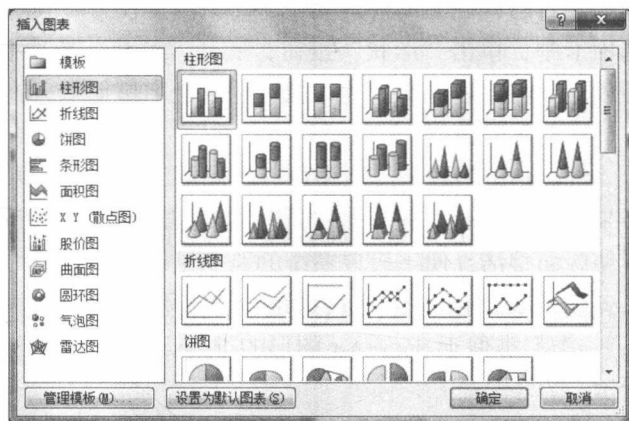 插入图表
模板
柱形图
折线图
饼图
条形图
面积图
X Y (散点图)
股价图
曲面图
圆环图
气泡图
雷达图
柱形图
折线图
饼图
管理模板(M)...
设置为默认图表(S)
确定
取消